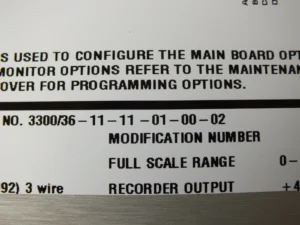 S USED TO CONFIGURE THE MAIN BOARD OPT
MONITOR OPTIONS REFER TO THE MAINTENA
OVER FOR PROGRAMMING OPTIONS.
NO. 3300/36-11-11-01-00-02
MODIFICATION NUMBER
FULL SCALE RANGE 0-
92) 3 wire RECORDER OUTPUT +4